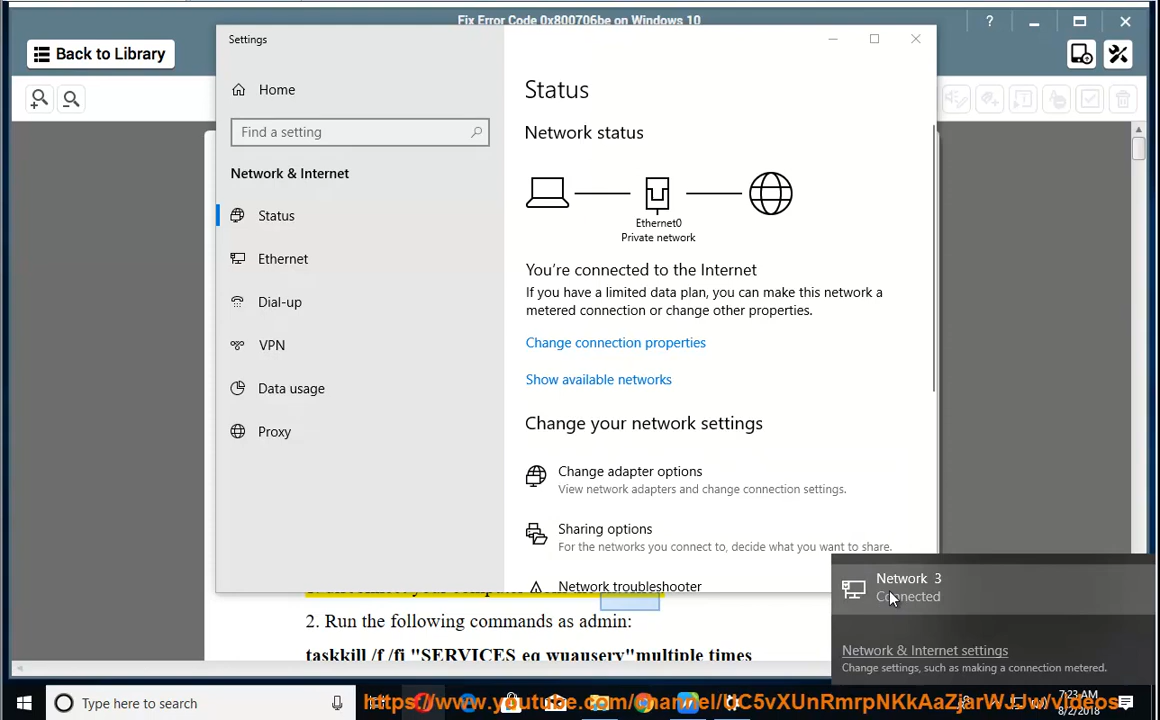 Fix Error Code 0x800706be on Windows 10
?
Back to Library
Settings
Home
Find a setting
Network & Internet
Status
Ethernet
Dial-up
VPN
Data usage
Proxy
Status
Network status
Ethernet0
Private network
You're connected to the Internet
If you have a limited data plan, you can make this network a
metered connection or change other properties.
Change connection properties
Show available networks
Change your network settings
Change adapter options
View network adapters and change connection settings.
Sharing options
For the networks you connect to, decide what you want to share.
Network troubleshooter
Network 3
Connected
Network & Internet settings
Change settings, such as making a connection metered.
2. Run the following commands as admin:
taskkill /f /fi "SERVICES eq wuauserv"multiple times
Type here to search
7:23 AM
8/2/2018